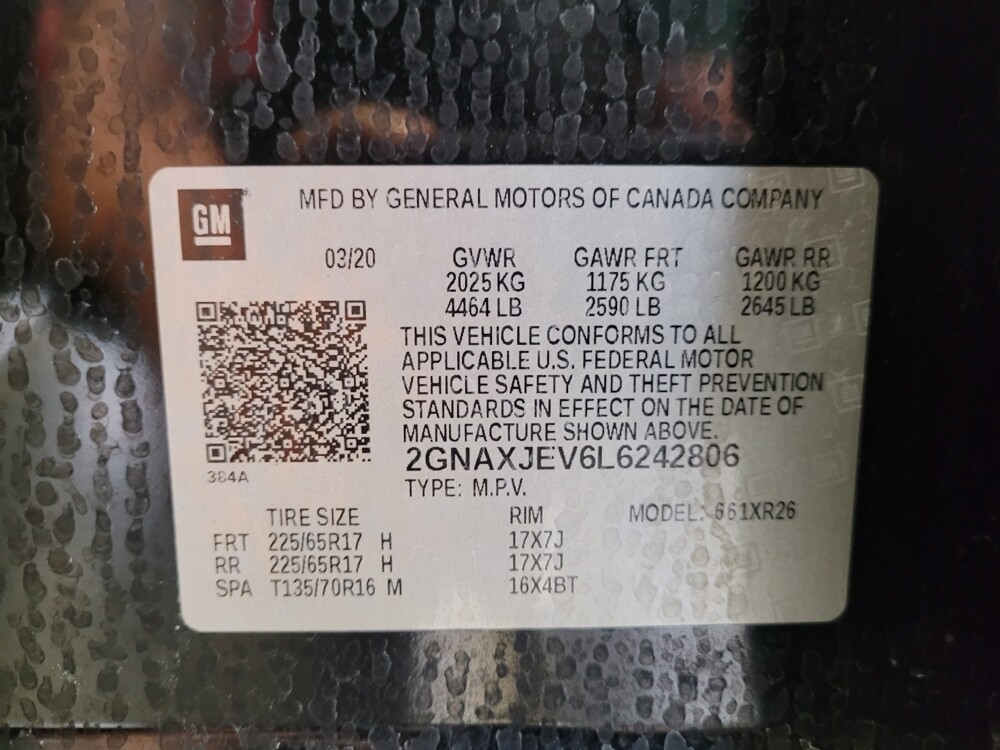 GM
MFD BY GENERAL MOTORS OF CANADA COMPANY
03/20 GVWR GAWR FRT GAWR RR
2025 KG 1175 KG 1200 KG
4464 LB 2590 LB 2645 LB
THIS VEHICLE CONFORMS TO ALL
APPLICABLE U.S. FEDERAL MOTOR
VEHICLE SAFETY AND THEFT PREVENTION
STANDARDS IN EFFECT ON THE DATE OF
MANUFACTURE SHOWN ABOVE.
384A
2GNAXJEV6L6242806
TYPE: M.P.V.
TIRE SIZE RIM MODEL: 661XR26
FRT 225/65R17 H 17X7J
RR 225/65R17 H 17X7J
SPA T135/70R16 M 16X4BT